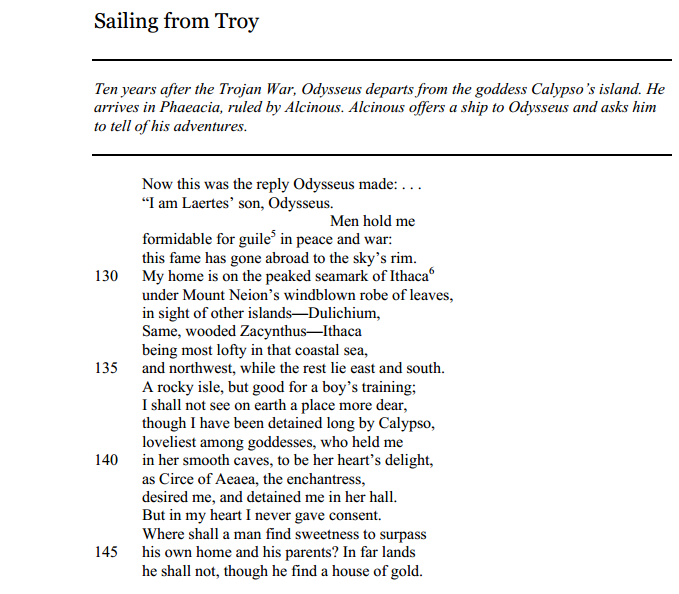 Sailing from Troy
Ten years after the Trojan War, Odysseus departs from the goddess Calypso's island. He
arrives in Phaeacia, ruled by Alcinous. Alcinous offers a ship to Odysseus and asks him
to tell of his adventures.
Now this was the reply Odysseus made: . . .
“I am Laertes’ son, Odysseus.
Men hold me
formidable for guile⁵ in peace and war:
this fame has gone abroad to the sky’s rim.
130 My home is on the peaked seamark of Ithaca⁶
under Mount Neion’s windblown robe of leaves,
in sight of other islands—Dulichium,
Same, wooded Zacynthus—Ithaca
being most lofty in that coastal sea,
135 and northwest, while the rest lie east and south.
A rocky isle, but good for a boy’s training;
I shall not see on earth a place more dear,
though I have been detained long by Calypso,
loveliest among goddesses, who held me
140 in her smooth caves, to be her heart’s delight,
as Circe of Aeaea, the enchantress,
desired me, and detained me in her hall.
But in my heart I never gave consent.
Where shall a man find sweetness to surpass
145 his own home and his parents? In far lands
he shall not, though he find a house of gold.